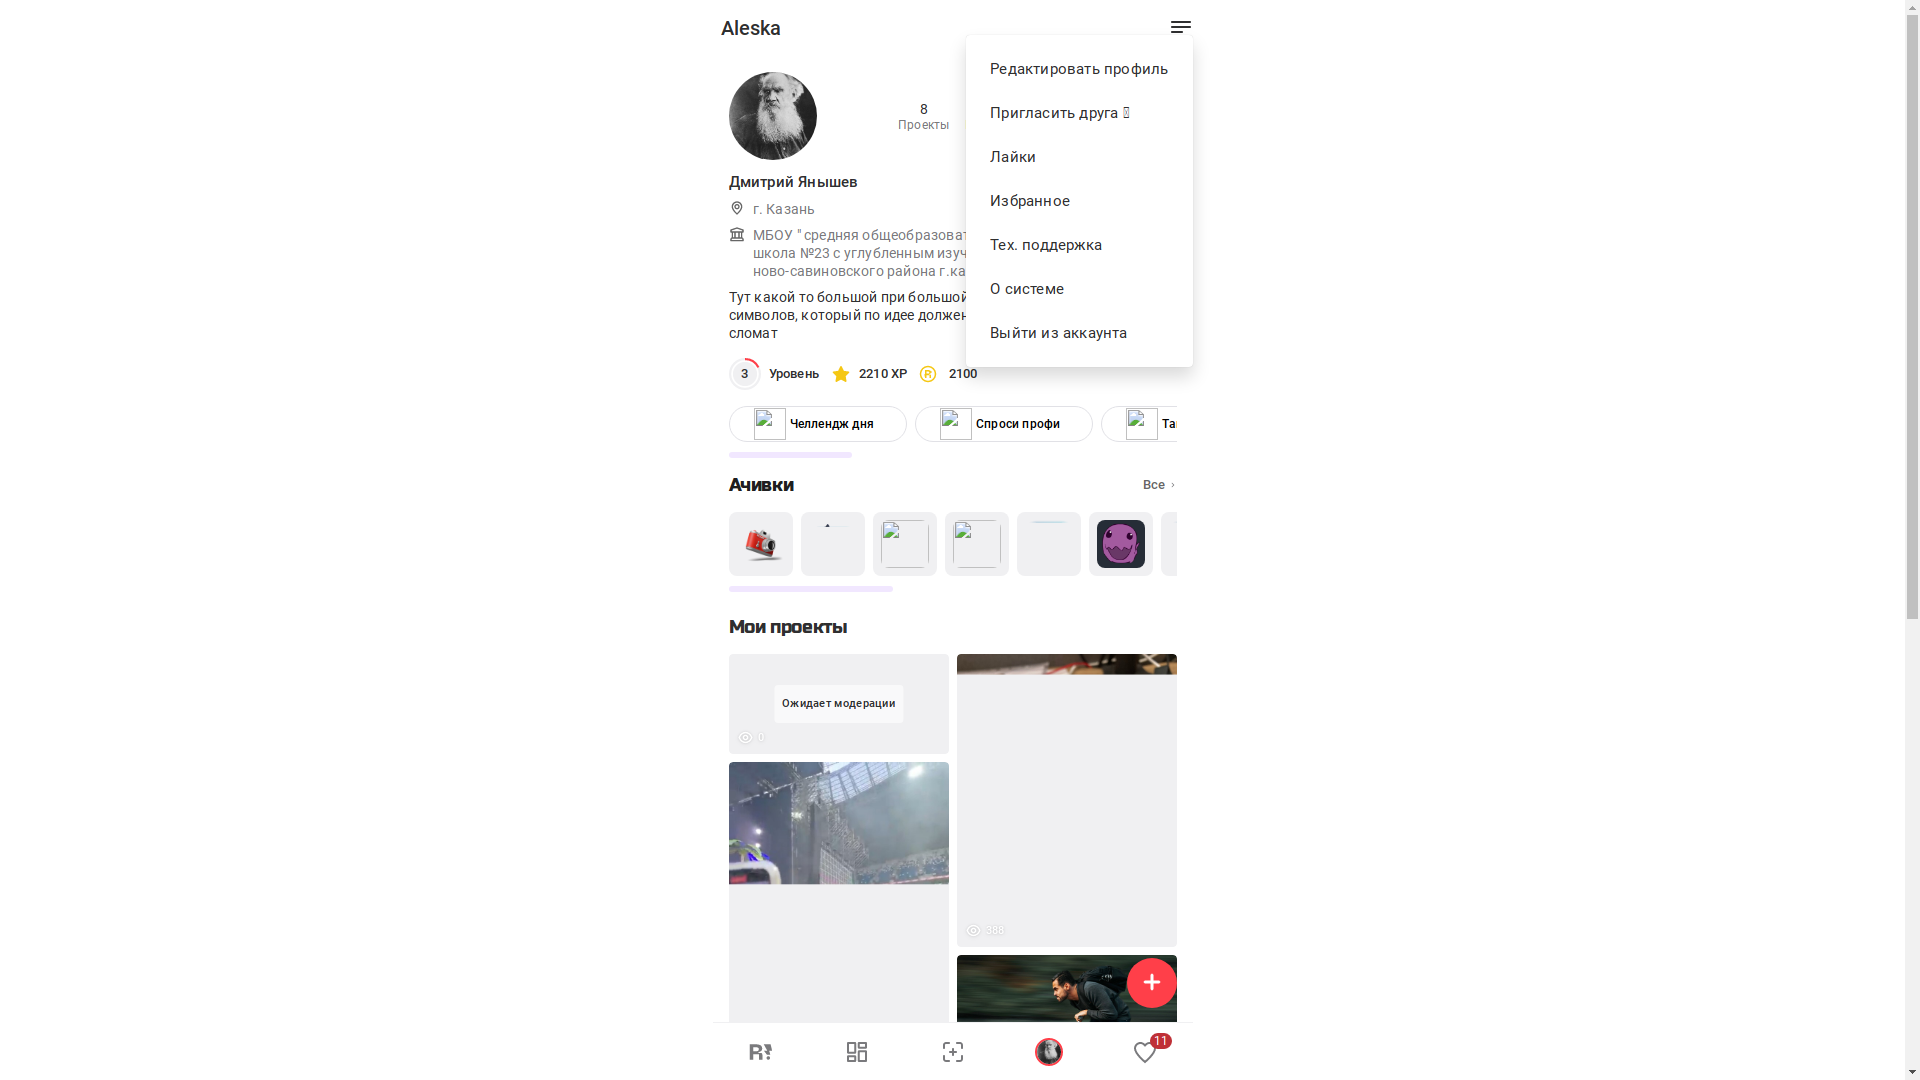 Aleska
Редактировать профиль
Пригласить друга
Лайки
Избранное
Тех. поддержка
О системе
Выйти из аккаунта
8
Проекты
Дмитрий Янышев
г. Казань
МБОУ " средняя общеобразоват
школа №23 с углубленным изуч
ново-савиновского района г.ка
Тут какой то большой при большой
символов, который по идее должен
сломат
3 Уровень 2210 XP 2100
Челлендж дня Спроси профи
Ачивки Все
Мои проекты
Ожидает модерации
0
388
R
11